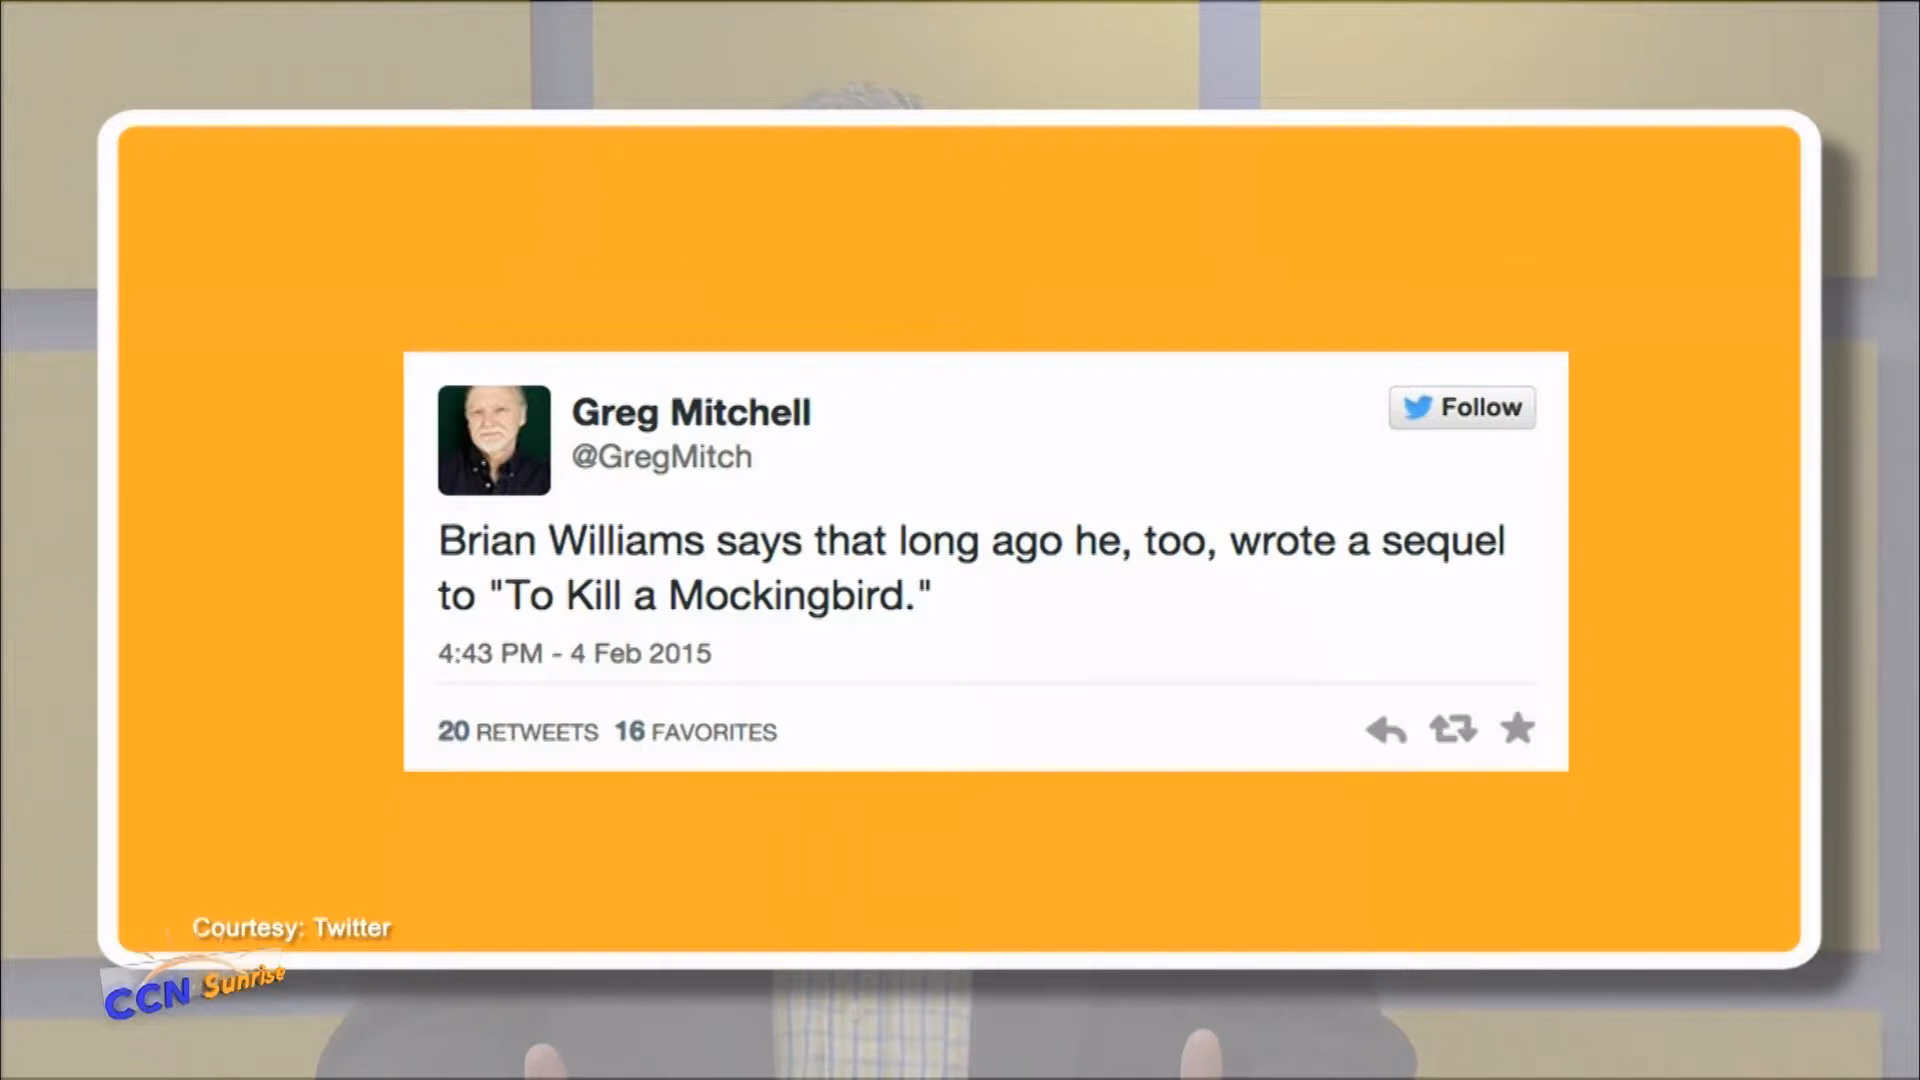 Greg Mitchell
@GregMitch
Follow
Brian Williams says that long ago he, too, wrote a sequel
to "To Kill a Mockingbird."
4:43 PM - 4 Feb 2015
20 RETWEETS 16 FAVORITES
Courtesy: Twitter
CCN Sunrise